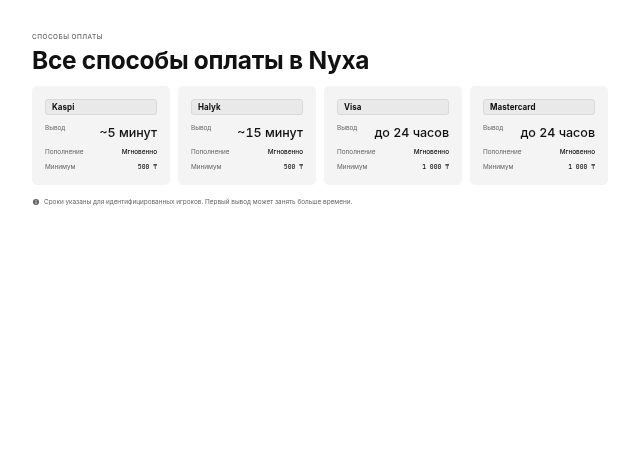 СПОСОБЫ ОПЛАТЫ
Все способы оплаты в Nyxa
Kaspi
Вывод ~5 минут
Пополнение Мгновенно
Минимум 500 ₸
Halyk
Вывод ~15 минут
Пополнение Мгновенно
Минимум 500 ₸
Visa
Вывод до 24 часов
Пополнение Мгновенно
Минимум 1 000 ₸
Mastercard
Вывод до 24 часов
Пополнение Мгновенно
Минимум 1 000 ₸
Сроки указаны для идентифицированных игроков. Первый вывод может занять больше времени.